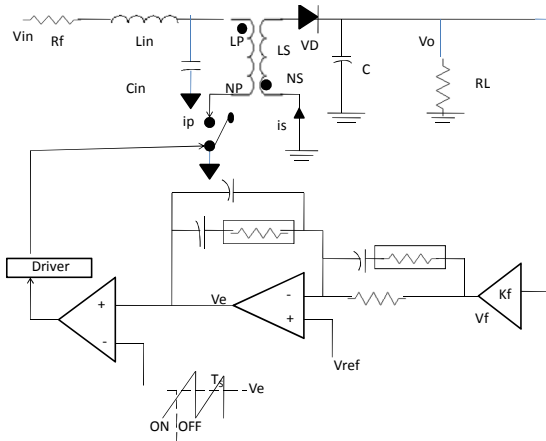 Vin
Rf
Lin
LP
LS
VD
Vo
Cin
NP
NS
C
RL
ip
is
Driver
+
-
Ve
-
+
Vf
Kf
Vref
Ts
Ve
ON
OFF